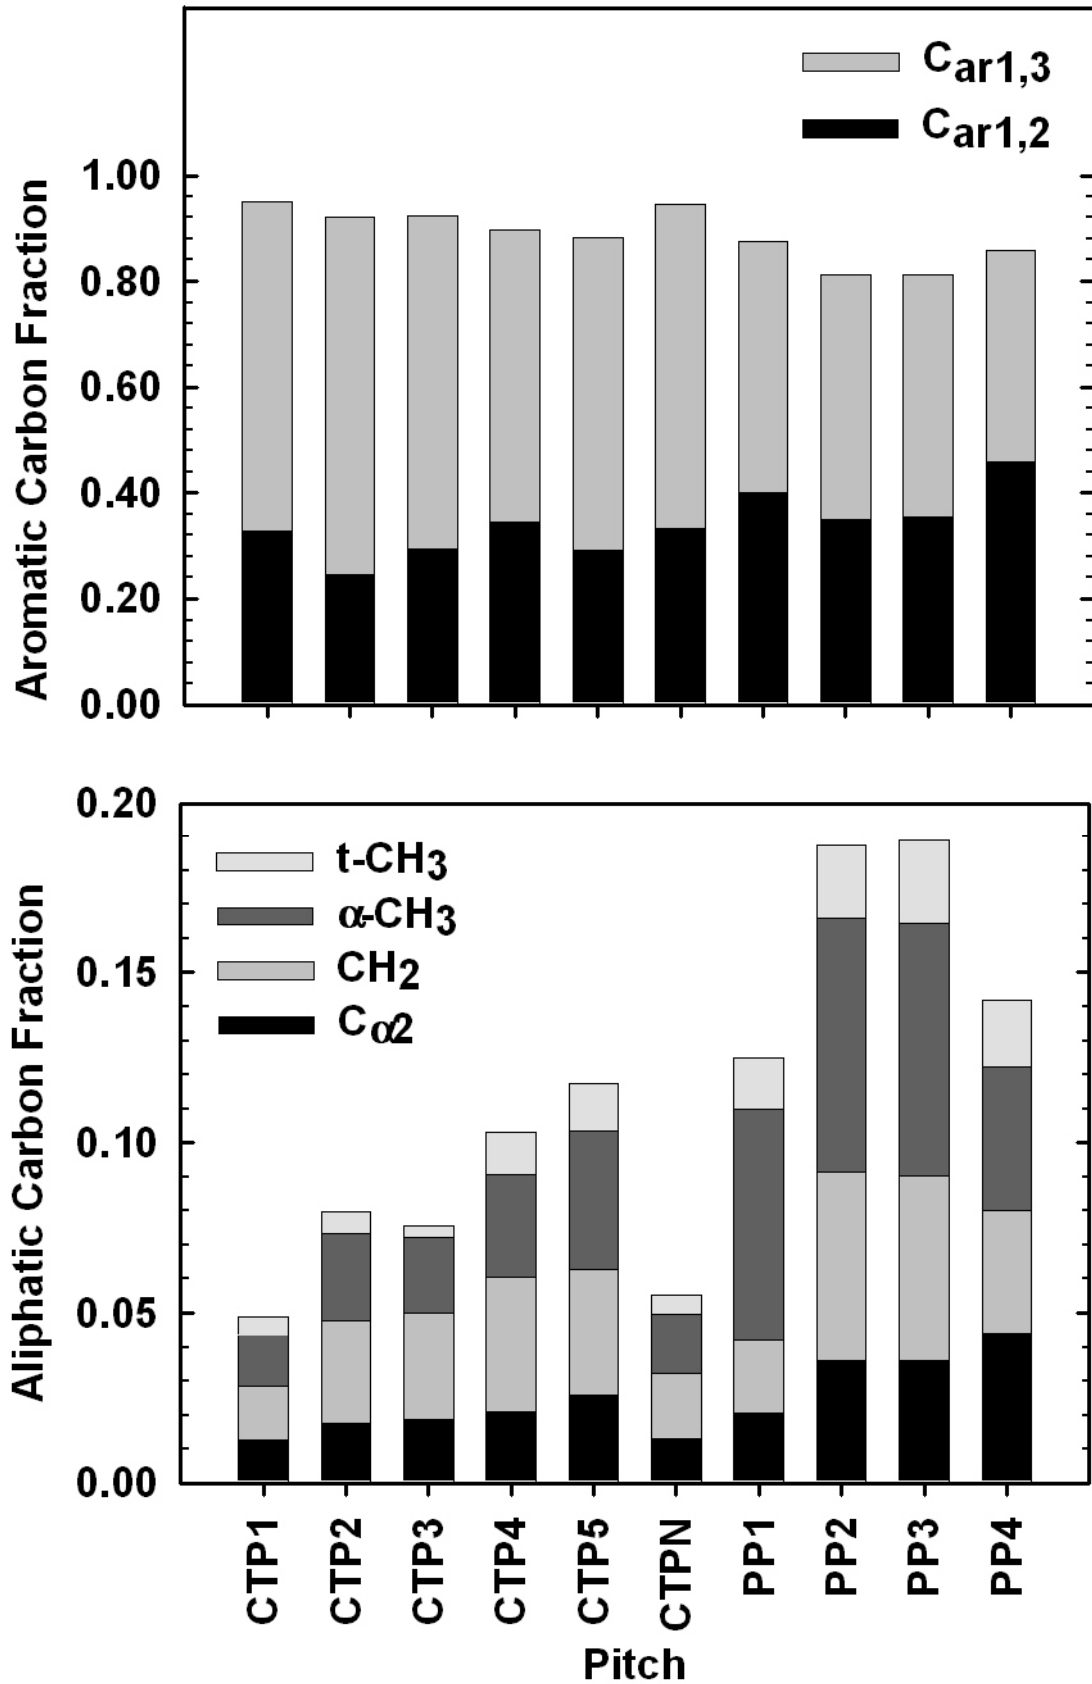 Aromatic Carbon Fraction
C_ar1,3
C_ar1,2
1.00
0.80
0.60
0.40
0.20
0.00
Aliphatic Carbon Fraction
0.20
0.15
0.10
0.05
0.00
t-CH3
α-CH3
CH2
Cα2
CTP1
CTP2
CTP3
CTP4
CTP5
CTPN
PP1
PP2
PP3
PP4
Pitch